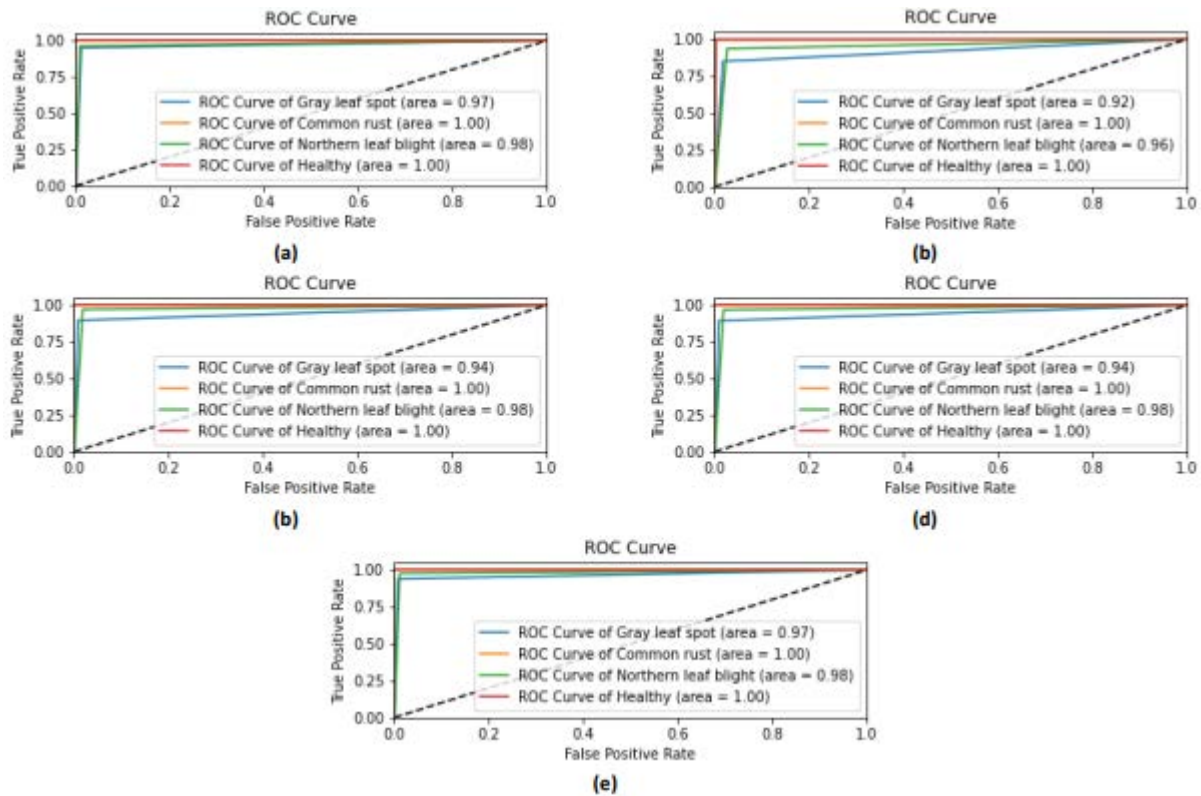 ROC Curve
True Positive Rate
1.00
0.75
0.50
0.25
0.00
ROC Curve of Gray leaf spot (area = 0.97)
ROC Curve of Common rust (area = 1.00)
ROC Curve of Northern leaf blight (area = 0.98)
ROC Curve of Healthy (area = 1.00)
0.0 0.2 0.4 0.6 0.8 1.0
False Positive Rate
(a)
ROC Curve
True Positive Rate
1.00
0.75
0.50
0.25
0.00
ROC Curve of Gray leaf spot (area = 0.92)
ROC Curve of Common rust (area = 1.00)
ROC Curve of Northern leaf blight (area = 0.96)
ROC Curve of Healthy (area = 1.00)
0.0 0.2 0.4 0.6 0.8 1.0
False Positive Rate
(b)
ROC Curve
True Positive Rate
1.00
0.75
0.50
0.25
0.00
ROC Curve of Gray leaf spot (area = 0.94)
ROC Curve of Common rust (area = 1.00)
ROC Curve of Northern leaf blight (area = 0.98)
ROC Curve of Healthy (area = 1.00)
0.0 0.2 0.4 0.6 0.8 1.0
False Positive Rate
(b)
ROC Curve
True Positive Rate
1.00
0.75
0.50
0.25
0.00
ROC Curve of Gray leaf spot (area = 0.94)
ROC Curve of Common rust (area = 1.00)
ROC Curve of Northern leaf blight (area = 0.98)
ROC Curve of Healthy (area = 1.00)
0.0 0.2 0.4 0.6 0.8 1.0
False Positive Rate
(d)
ROC Curve
True Positive Rate
1.00
0.75
0.50
0.25
0.00
ROC Curve of Gray leaf spot (area = 0.97)
ROC Curve of Common rust (area = 1.00)
ROC Curve of Northern leaf blight (area = 0.98)
ROC Curve of Healthy (area = 1.00)
0.0 0.2 0.4 0.6 0.8 1.0
False Positive Rate
(e)